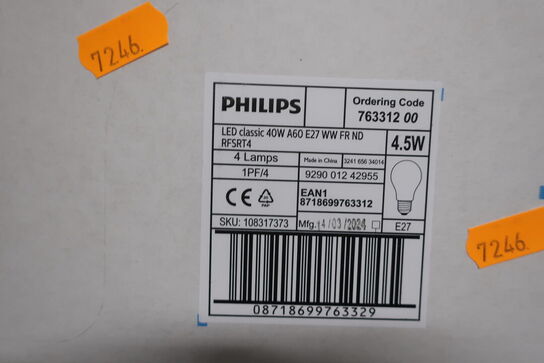 7246.
PHILIPS
Ordering Code
763312 00
LED classic 40W A60 E27 WW FR ND
RFSRT4
4.5W
4 Lamps
Made in China
3241 656 34014
1PF/4
9290 012 42955
CE
PAP
EAN1
8718699763312
SKU: 108317373
Mfg. 14/03/2024
E27
08718699763329
7246.